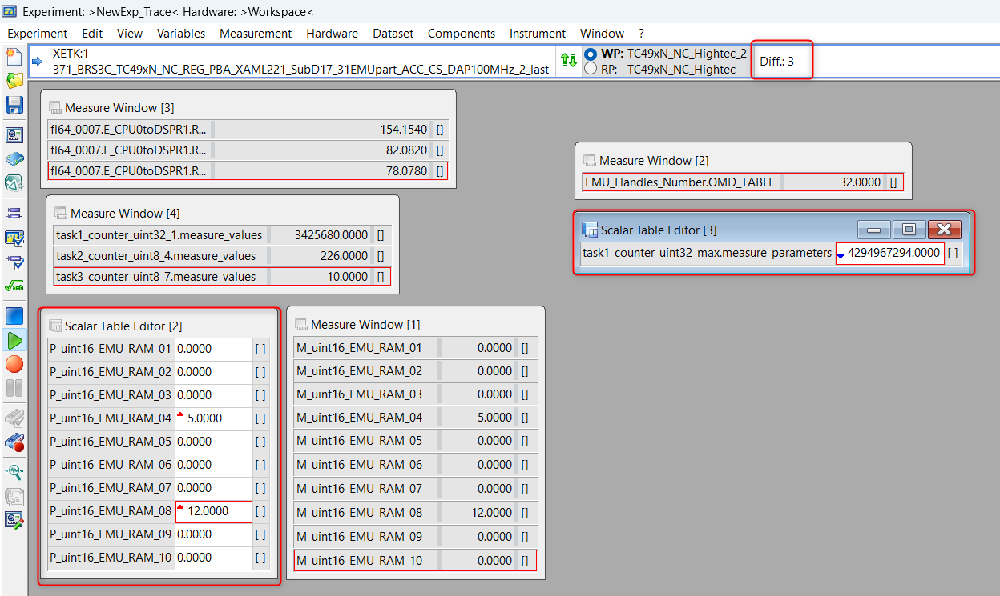 Experiment: >NewExp_Trace< Hardware: >Workspace<
Experiment Edit View Variables Measurement Hardware Dataset Components Instrument Window ?
XETK:1
371_BRS3C_TC49xN_NC_REG_PBA_XAML221_SubD17_31EMUpart_ACC_CS_DAP100MHz_2_last
WP: TC49xN_NC_Hightec_2
RP: TC49xN_NC_Hightec
Diff.: 3
Measure Window [3]
fl64_0007.E_CPU0toDSPR1.R... 154.1540 []
fl64_0007.E_CPU0toDSPR1.R... 82.0820 []
fl64_0007.E_CPU0toDSPR1.R... 78.0780 []
Measure Window [2]
EMU_Handles_Number.OMD_TABLE 32.0000 []
Measure Window [4]
task1_counter_uint32_1.measure_values 3425680.0000 []
task2_counter_uint8_4.measure_values 226.0000 []
task3_counter_uint8_7.measure_values 10.0000 []
Scalar Table Editor [3]
task1_counter_uint32_max.measure_parameters 4294967294.0000 [ ]
Scalar Table Editor [2]
P_uint16_EMU_RAM_01 0.0000 [ ]
P_uint16_EMU_RAM_02 0.0000 [ ]
P_uint16_EMU_RAM_03 0.0000 [ ]
P_uint16_EMU_RAM_04 5.0000 [ ]
P_uint16_EMU_RAM_05 0.0000 [ ]
P_uint16_EMU_RAM_06 0.0000 [ ]
P_uint16_EMU_RAM_07 0.0000 [ ]
P_uint16_EMU_RAM_08 12.0000 [ ]
P_uint16_EMU_RAM_09 0.0000 [ ]
P_uint16_EMU_RAM_10 0.0000 [ ]
Measure Window [1]
M_uint16_EMU_RAM_01 0.0000 []
M_uint16_EMU_RAM_02 0.0000 []
M_uint16_EMU_RAM_03 0.0000 []
M_uint16_EMU_RAM_04 5.0000 []
M_uint16_EMU_RAM_05 0.0000 []
M_uint16_EMU_RAM_06 0.0000 []
M_uint16_EMU_RAM_07 0.0000 []
M_uint16_EMU_RAM_08 12.0000 []
M_uint16_EMU_RAM_09 0.0000 []
M_uint16_EMU_RAM_10 0.0000 []